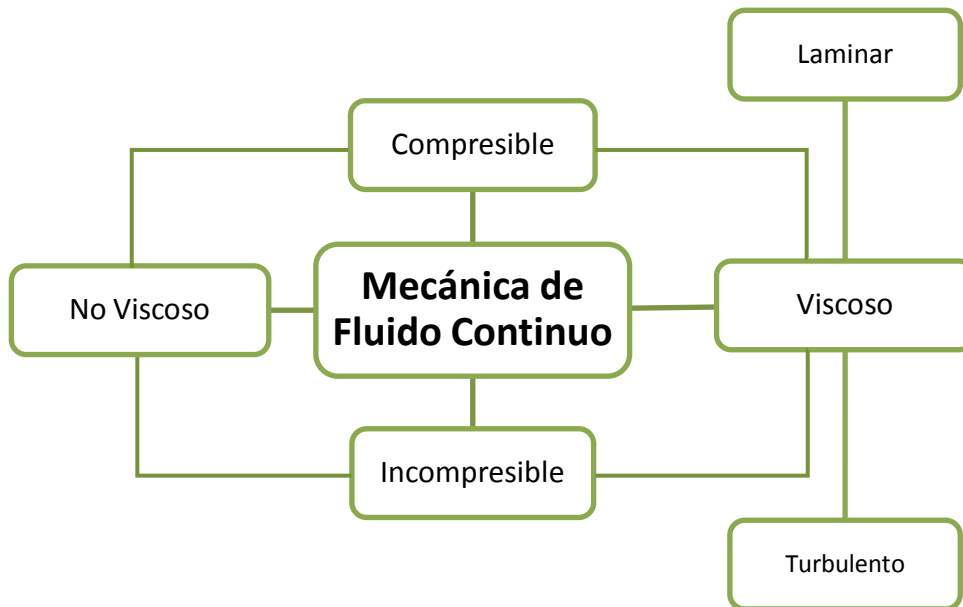 Laminar
Compresible
No Viscoso
Mecánica de
Fluido Continuo
Viscoso
Incompresible
Turbulento